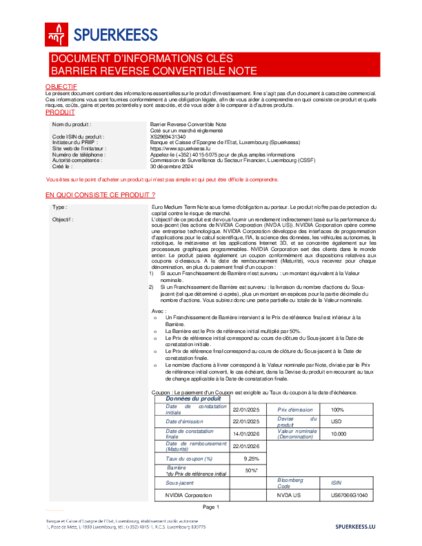 SPUERKEESS
DOCUMENT D'INFORMATIONS CLÉS
BARRIER REVERSE CONVERTIBLE NOTE
OBJECTIF
Le présent document contient des informations essentielles sur le produit d'investissement. Il ne s'agit pas d'un document à caractère commercial.
Ces informations vous sont fournies conformément à une obligation légale, afin de vous aider à comprendre en quoi consiste ce produit et quels
risques, coûts, gains et pertes potentiels y sont associés, et de vous aider à le comparer à d'autres produits.
PRODUIT
Nom du produit : Barrier Reverse Convertible Note
Coté sur un marché réglementé
Code ISIN du produit : XS2969431340
Initiateur du PRIIP : Banque et Caisse d'Epargne de l'Etat, Luxembourg (Spuerkeess)
Site web de l'initiateur : https://www.spuerkeess.lu
Numéro de téléphone : Appelez-le (+352) 4015-5075 pour de plus amples informations
Autorité compétente : Commission de Surveillance du Secteur Financier, Luxembourg (CSSF)
Créé le : 30 décembre 2024
Vous êtes sur le point d'acheter un produit qui n'est pas simple et qui peut être difficile à comprendre.
EN QUOI CONSISTE CE PRODUIT ?
Type : Euro Medium Term Note sous forme d'obligation au porteur. Le produit n'offre pas de protection du
capital contre le risque de marché.
Objectif : L'objectif de ce produit est de vous fournir un rendement indirectement basé sur la performance du
sous-jacent (les actions de NVIDIA Corporation (NVDA US)). NVIDIA Corporation opère comme
une entreprise technologique. NVIDIA Corporation développe des interfaces de programmation
d'applications pour le calcul scientifique, l'IA, la science des données, les véhicules autonomes, la
robotique, le métaverse et les applications Internet 3D, et se concentre également sur les
processeurs graphiques programmables. NVIDIA Corporation sert des clients dans le monde
entier. Le produit payera également un coupon conformément aux dispositions relatives aux
coupons ci-dessous. A la date de remboursement (Maturité), vous recevrez pour chaque
dénomination, en plus du paiement final d'un coupon :
1) Si aucun Franchissement de Barrière n'est survenu : un montant équivalent à la Valeur
nominale.
2) Si un Franchissement de Barrière est survenu : la livraison du nombre d'actions du Sous-
jacent (tel que déterminé ci-après), plus un montant en espèces pour la partie décimale du
nombre d'actions. Vous subirez donc une perte partielle ou totale de la Valeur nominale.
Avec :
o Un Franchissement de Barrière intervient si le Prix de référence final est inférieur à la
Barrière.
o La Barrière est le Prix de référence initial multiplié par 50%.
o Le Prix de référence initial correspond au cours de clôture du Sous-jacent à la Date de
constatation initiale.
o Le Prix de référence final correspond au cours de clôture du Sous-jacent à la Date de
constatation finale.
o Le nombre d'actions à livrer correspond à la Valeur nominale par Note, divisée par le Prix
de référence initial converti, le cas échéant, dans la Devise du produit en recourant au taux
de change applicable à la Date de constatation finale.
Coupon : Le paiement d'un Coupon est exigible au Taux du coupon à la date d'échéance.
Données du produit
Date de constatation initiale 22/01/2025 Prix d'émission 100%
Date d'émission 22/01/2025 Devise du produit USD
Date de constatation finale 14/01/2026 Valeur nominale (Dénomination) 10.000
Date de remboursement (Maturité) 22/01/2026
Taux du coupon (%) 9.25%
Barrière *du Prix de référence initial 50%*
Sous-jacent Bloomberg Code ISIN
NVIDIA Corporation NVDA US US67066G1040
Page 1
Banque et Caisse d'Epargne de l'Etat, Luxembourg, établissement public autonome
1, Place de Metz, L-1930 Luxembourg, tél.: (+352) 4015-1, R.C.S. Luxembourg B30775
SPUERKEESS.LU